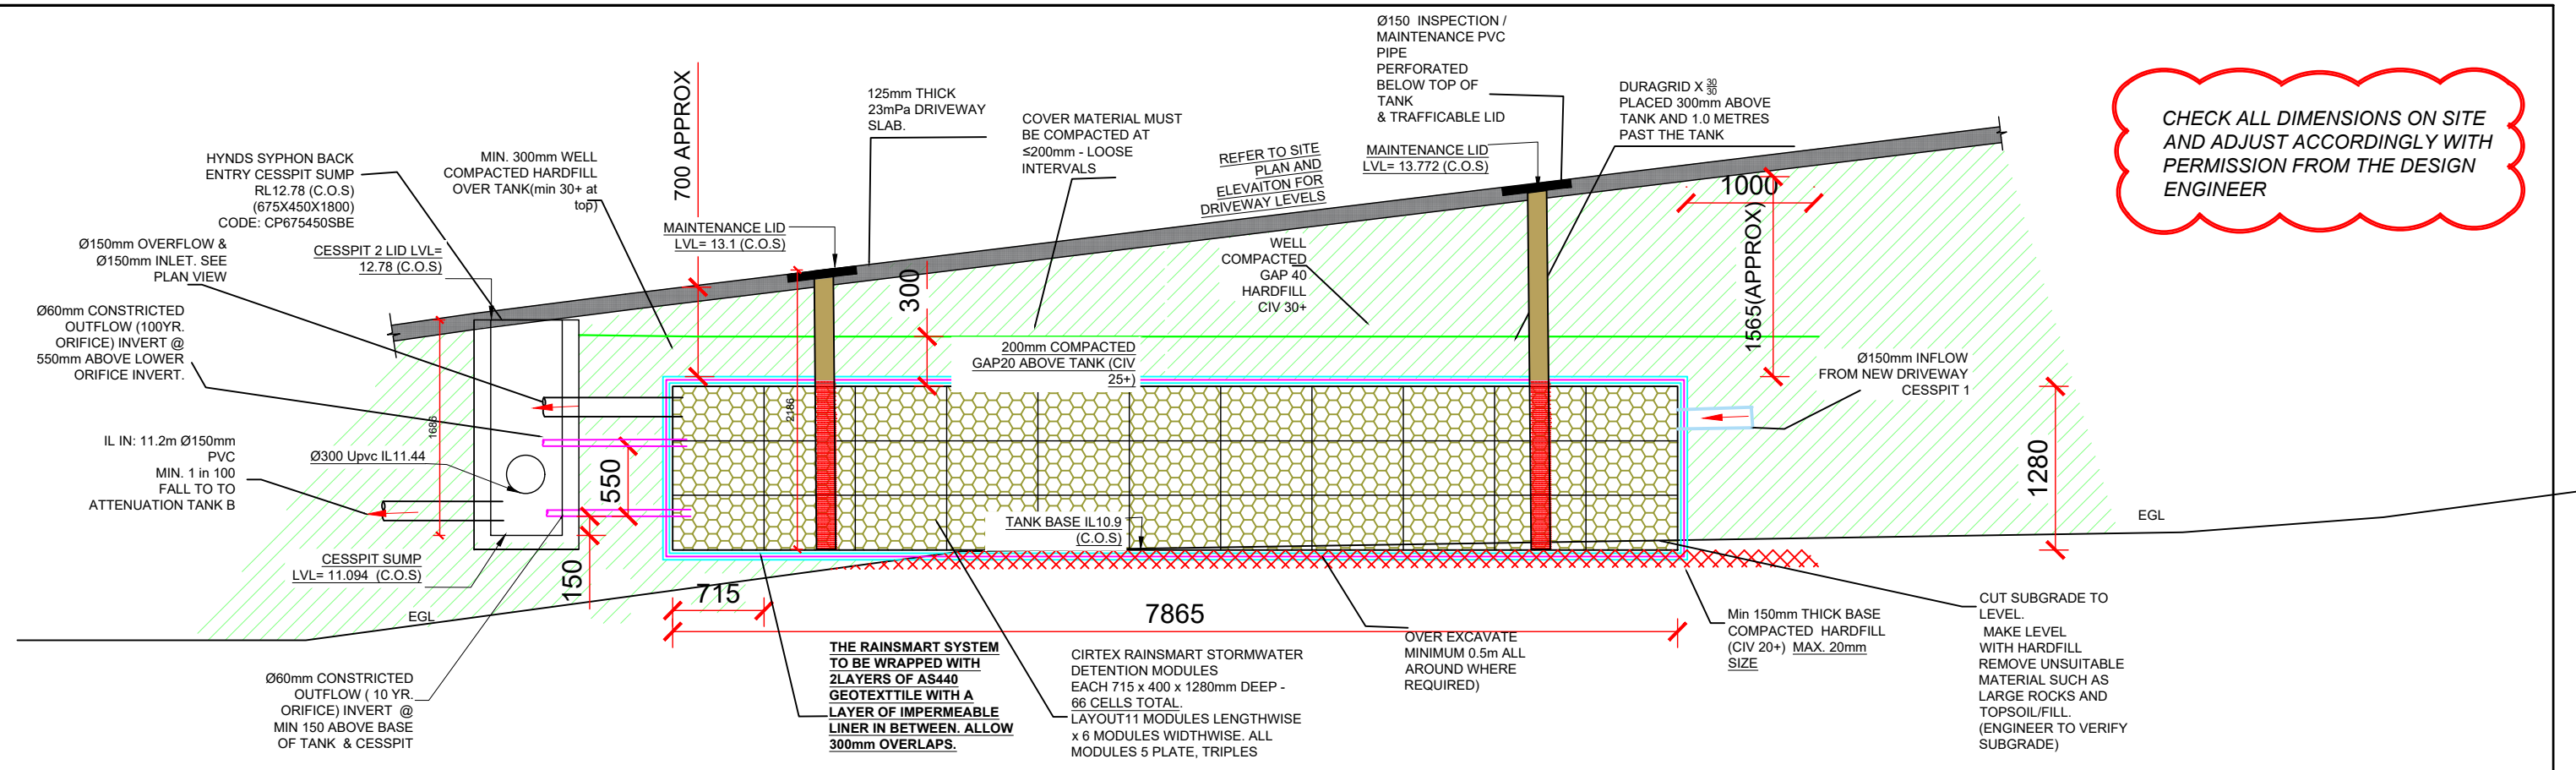 HYNDS SYPHON BACK
ENTRY CESSPIT SUMP
RL12.78 (C.O.S)
(675X450X1800)
CODE: CP675450SBE
Ø150mm OVERFLOW &
Ø150mm INLET. SEE
PLAN VIEW
CESSPIT 2 LID LVL=
12.78 (C.O.S)
Ø60mm CONSTRICTED
OUTFLOW (100YR.
ORIFICE) INVERT @
550mm ABOVE LOWER
ORIFICE INVERT.
IL IN: 11.2m Ø150mm
PVC
MIN. 1 in 100
FALL TO TO
ATTENUATION TANK B
Ø300 Upvc IL11.44
CESSPIT SUMP
LVL= 11.094 (C.O.S)
EGL
Ø60mm CONSTRICTED
OUTFLOW ( 10 YR.
ORIFICE) INVERT @
MIN 150 ABOVE BASE
OF TANK & CESSPIT
1686
550
150
MIN. 300mm WELL
COMPACTED HARDFILL
OVER TANK(min 30+ at
top)
700 APPROX
MAINTENANCE LID
LVL= 13.1 (C.O.S)
125mm THICK
23mPa DRIVEWAY
SLAB.
COVER MATERIAL MUST
BE COMPACTED AT
≤200mm - LOOSE
INTERVALS
300
2186
200mm COMPACTED
GAP20 ABOVE TANK (CIV
25+)
REFER TO SITE
PLAN AND
ELEVAITON FOR
DRIVEWAY LEVELS
WELL
COMPACTED
GAP 40
HARDFILL
CIV 30+
Ø150 INSPECTION /
MAINTENANCE PVC
PIPE
PERFORATED
BELOW TOP OF
TANK
& TRAFFICABLE LID
MAINTENANCE LID
LVL= 13.772 (C.O.S)
DURAGRID X 30/30
PLACED 300mm ABOVE
TANK AND 1.0 METRES
PAST THE TANK
1000
1565(APPROX)
Ø150mm INFLOW
FROM NEW DRIVEWAY
CESSPIT 1
1280
EGL
CHECK ALL DIMENSIONS ON SITE
AND ADJUST ACCORDINGLY WITH
PERMISSION FROM THE DESIGN
ENGINEER
TANK BASE IL10.9
(C.O.S)
715
7865
THE RAINSMART SYSTEM
TO BE WRAPPED WITH
2LAYERS OF AS440
GEOTEXTTILE WITH A
LAYER OF IMPERMEABLE
LINER IN BETWEEN. ALLOW
300mm OVERLAPS.
CIRTEX RAINSMART STORMWATER
DETENTION MODULES
EACH 715 x 400 x 1280mm DEEP -
66 CELLS TOTAL.
LAYOUT11 MODULES LENGTHWISE
x 6 MODULES WIDTHWISE. ALL
MODULES 5 PLATE, TRIPLES
OVER EXCAVATE
MINIMUM 0.5m ALL
AROUND WHERE
REQUIRED)
Min 150mm THICK BASE
COMPACTED HARDFILL
(CIV 20+) MAX. 20mm
SIZE
CUT SUBGRADE TO
LEVEL.
MAKE LEVEL
WITH HARDFILL
REMOVE UNSUITABLE
MATERIAL SUCH AS
LARGE ROCKS AND
TOPSOIL/FILL.
(ENGINEER TO VERIFY
SUBGRADE)